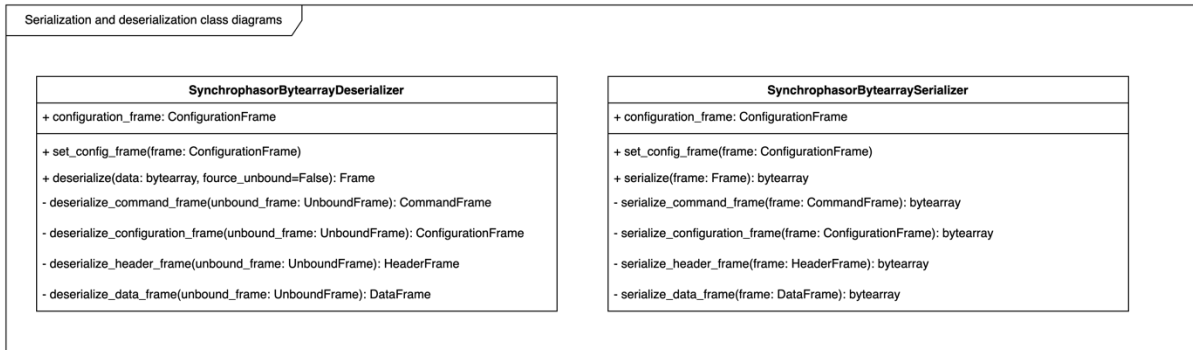 Serialization and deserialization class diagrams
SynchrophasorBytearrayDeserializer
+ configuration_frame: ConfigurationFrame
+ set_config_frame(frame: ConfigurationFrame)
+ deserialize(data: bytearray, fource_unbound=False): Frame
- deserialize_command_frame(unbound_frame: UnboundFrame): CommandFrame
- deserialize_configuration_frame(unbound_frame: UnboundFrame): ConfigurationFrame
- deserialize_header_frame(unbound_frame: UnboundFrame): HeaderFrame
- deserialize_data_frame(unbound_frame: UnboundFrame): DataFrame
SynchrophasorBytearraySerializer
+ configuration_frame: ConfigurationFrame
+ set_config_frame(frame: ConfigurationFrame)
+ serialize(frame: Frame): bytearray
- serialize_command_frame(frame: CommandFrame): bytearray
- serialize_configuration_frame(frame: ConfigurationFrame): bytearray
- serialize_header_frame(frame: HeaderFrame): bytearray
- serialize_data_frame(frame: DataFrame): bytearray